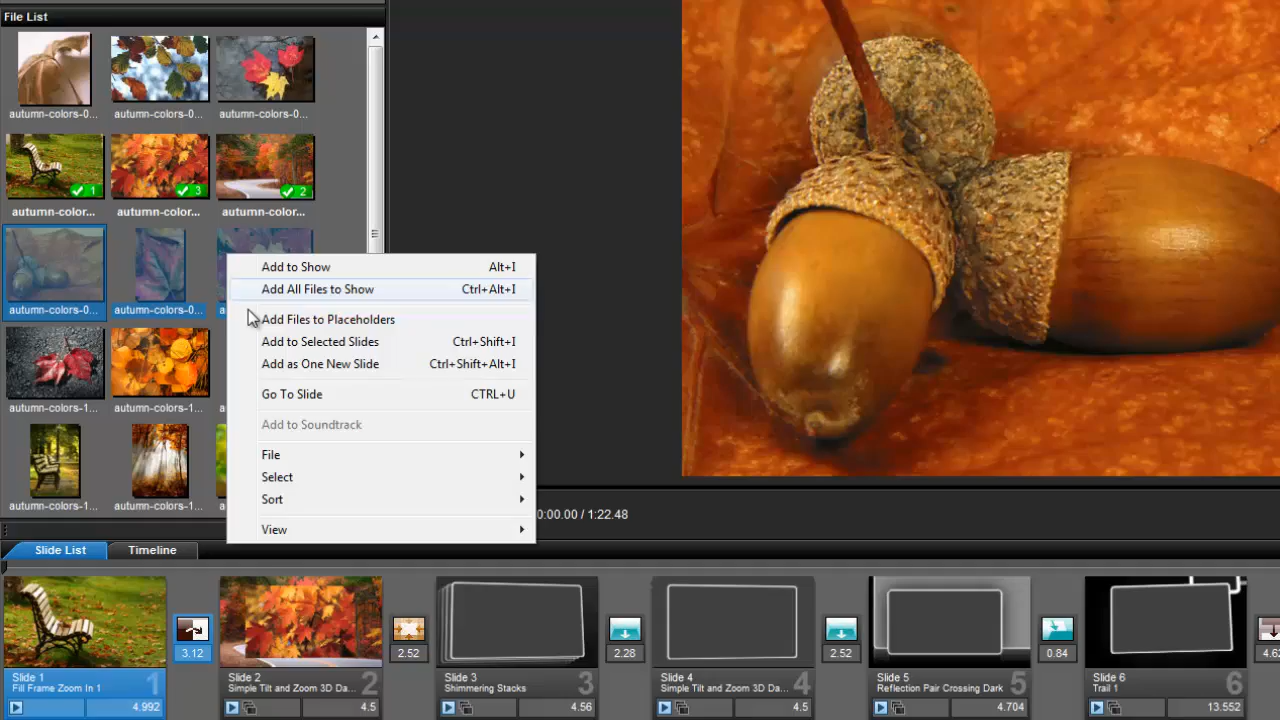 File List
autumn-colors-0... autumn-colors-0... autumn-colors-0...
1 3 2
autumn-color... autumn-color... autumn-color...
autumn-colors-0... autumn-colors-0...
autumn-colors-1... autumn-colors-1...
autumn-colors-1... autumn-colors-1...
Add to Show Alt+I
Add All Files to Show Ctrl+Alt+I
Add Files to Placeholders
Add to Selected Slides Ctrl+Shift+I
Add as One New Slide Ctrl+Shift+Alt+I
Go To Slide CTRL+U
Add to Soundtrack
File
Select
Sort
View
0:00.00 / 1:22.48
Slide List Timeline
3.12 2.52 2.28 2.52 0.84 4.62
Slide 1
Fill Frame Zoom In 1
1
4.992
Slide 2
Simple Tilt and Zoom 3D Da...
2
4.5
Slide 3
Shimmering Stacks
3
4.56
Slide 4
Simple Tilt and Zoom 3D Da...
4
4.5
Slide 5
Reflection Pair Crossing Dark
5
4.704
Slide 6
Trail 1
6
13.552